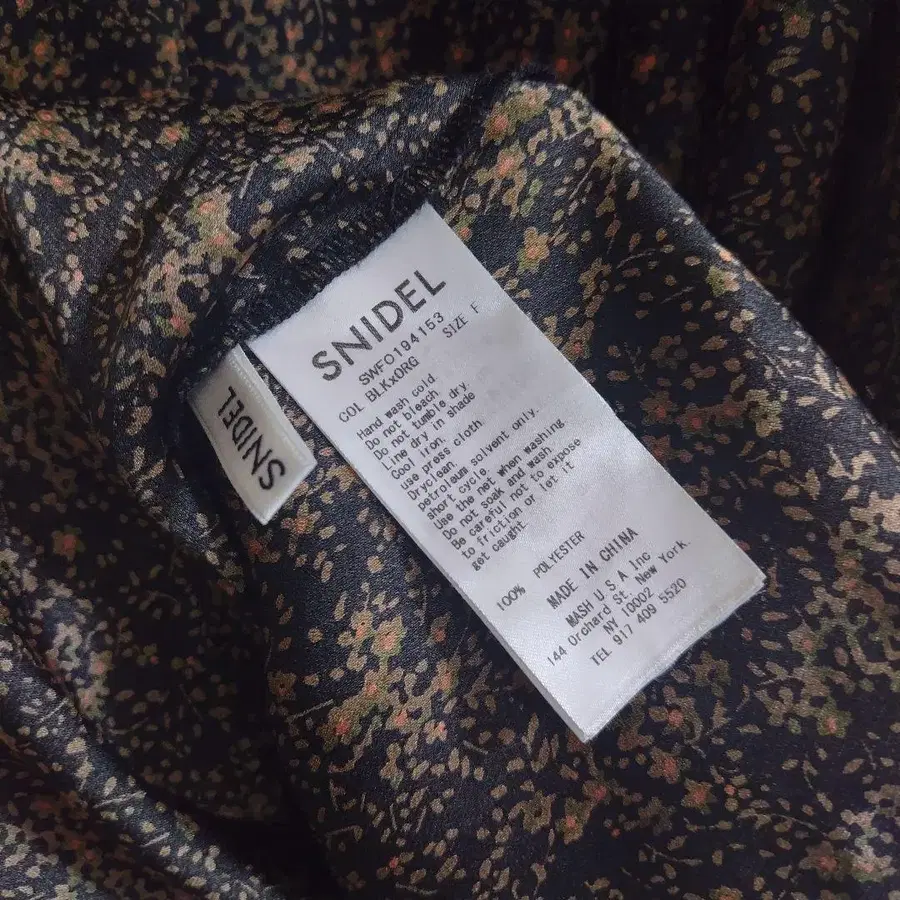 SNIDEL
SWFO194153
COL BLKxORG SIZE F
Hand wash cold.
Do not bleach.
Do not tumble dry.
Line dry in shade
Cool iron.
use press cloth.
Dryclean.
petroleum solvent only.
short cycle.
Use the net when washing
Do not soak and wash.
Be careful not to expose
to friction or let it
get caught.
100% POLYESTER
MADE IN CHINA
MASH U S A Inc
144 Orchard St. New York.
NY 10002
TEL 917 409 5520
SNIDEL